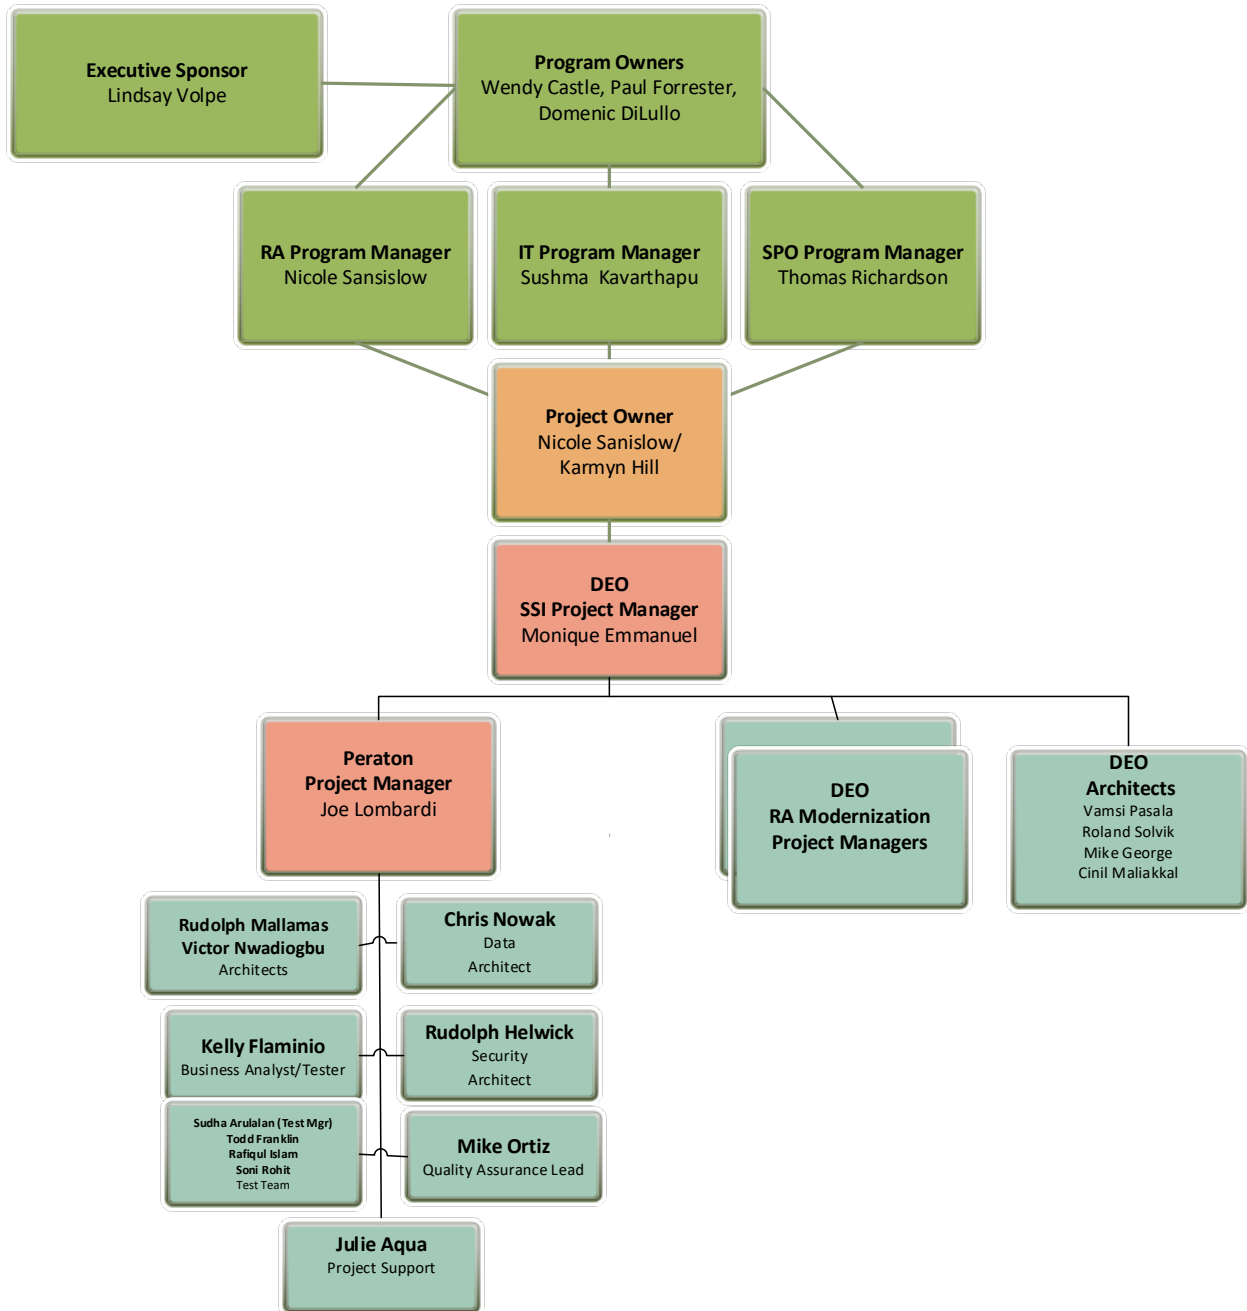 Executive Sponsor
Lindsay Volpe
Program Owners
Wendy Castle, Paul Forrester,
Domenic DiLullo
RA Program Manager
Nicole Sansislow
IT Program Manager
Sushma  Kavarthapu
SPO Program Manager
Thomas Richardson
Project Owner
Nicole Sanislow/
Karmyn Hill
DEO
SSI Project Manager
Monique Emmanuel
Peraton
Project Manager
Joe Lombardi
DEO
RA Modernization
Project Managers
DEO
Architects
Vamsi Pasala
Roland Solvik
Mike George
Cinil Maliakkal
Rudolph Mallamas
Victor Nwadiogbu
Architects
Chris Nowak
Data
Architect
Kelly Flaminio
Business Analyst/Tester
Rudolph Helwick
Security
Architect
Sudha Arulalan (Test Mgr)
Todd Franklin
Rafiqul Islam
Soni Rohit
Test Team
Mike Ortiz
Quality Assurance Lead
Julie Aqua
Project Support